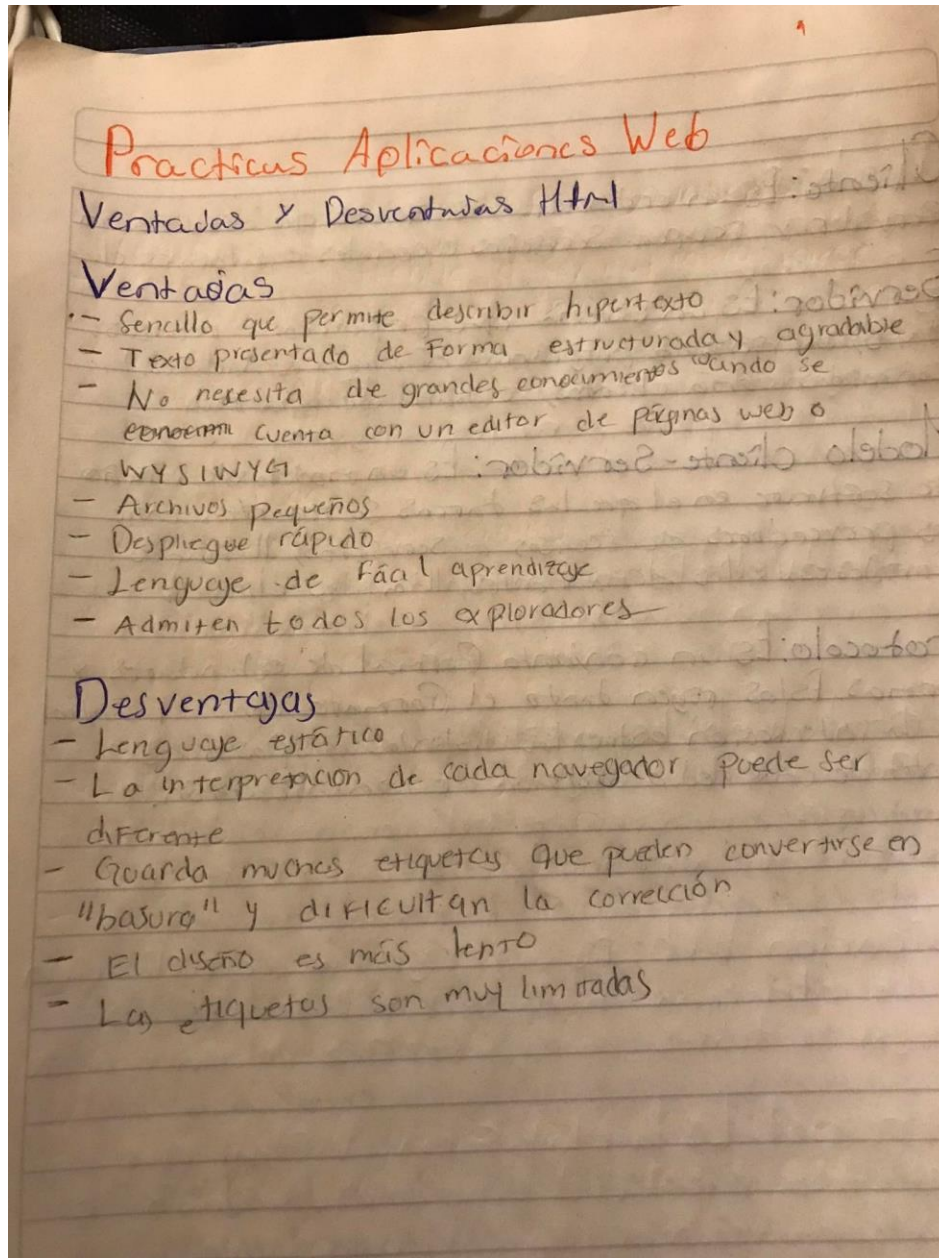 1
Practicas Aplicaciones Web
Ventajas y Desventajas Html
Ventajas
- Sencillo que permite describir hipertexto
- Texto presentado de Forma estructurada y agradable
- No necesita de grandes conocimientos cuando se
cuenta con un editor de páginas web o
WYSIWYG
- Archivos pequeños
- Despliegue rápido
- Lenguaje de Fácil aprendizaje
- Admiten todos los exploradores
Desventajas
- Lenguaje estático
- La interpretación de cada navegador puede ser
diferente
- Guarda muchas etiquetas que pueden convertirse en
"basura" y dificultan la corrección
- El diseño es más lento
- Las etiquetas son muy limitadas